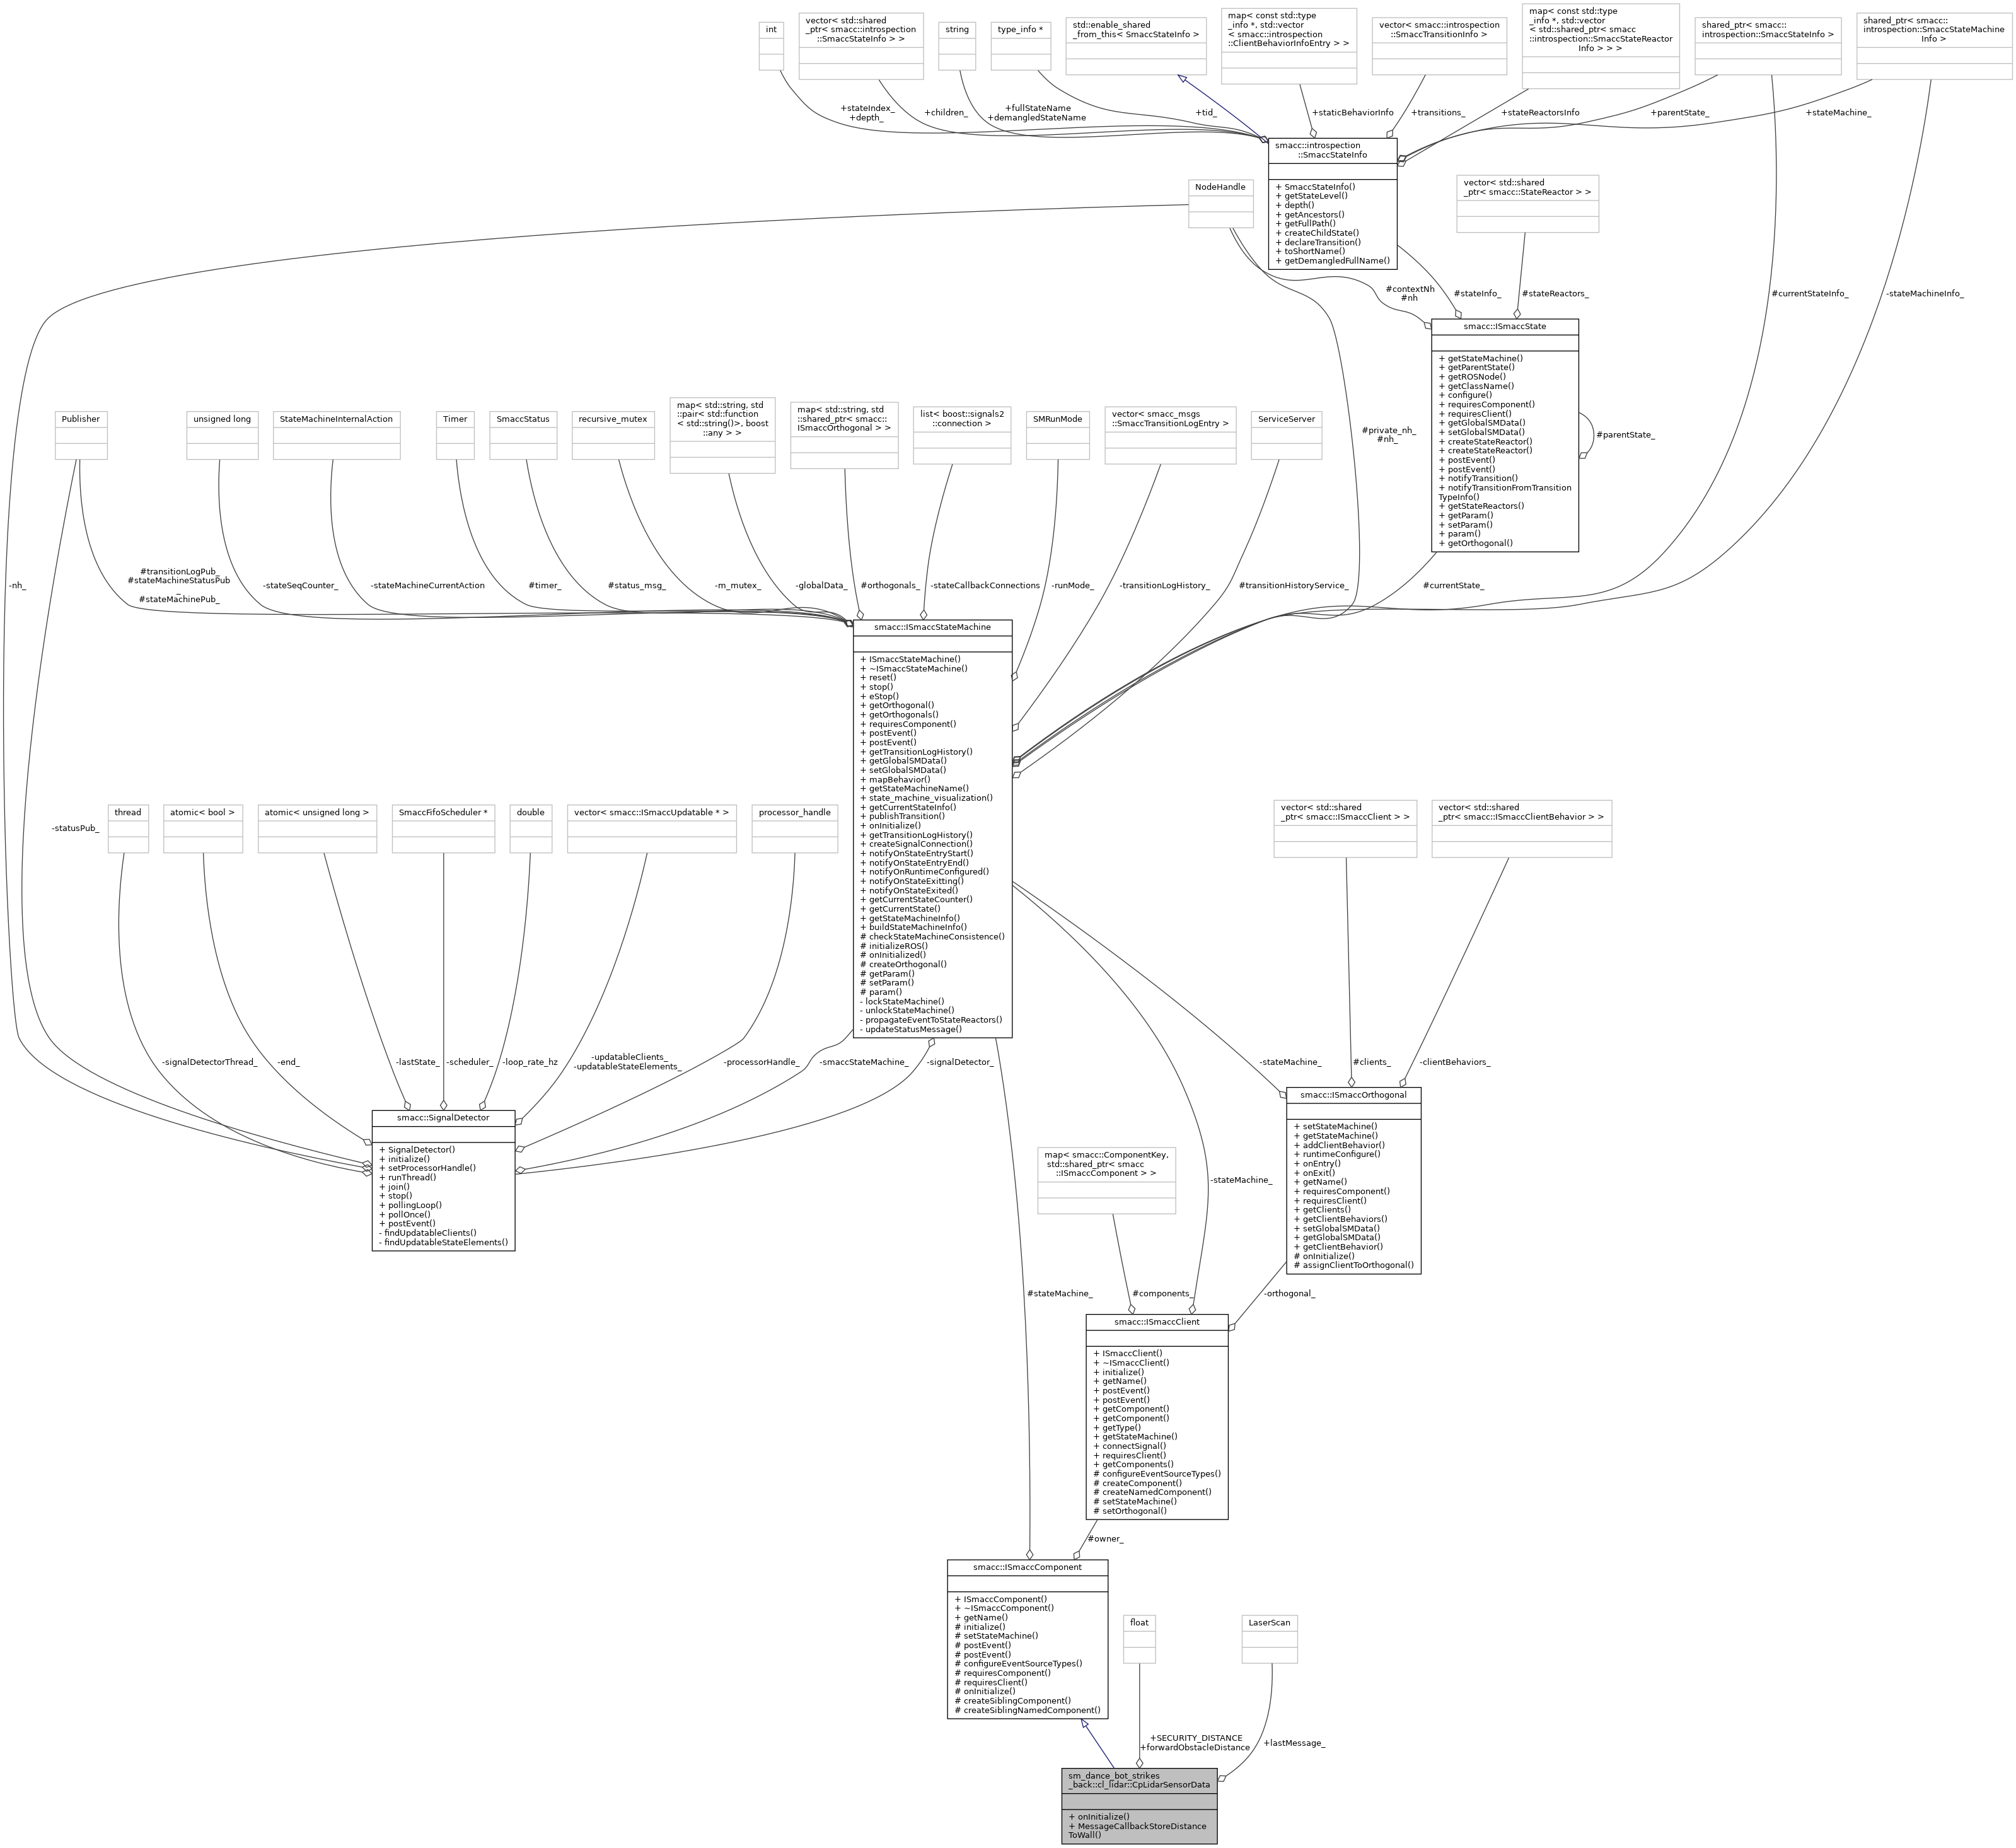 int
vector< std::shared
_ptr< smacc::introspection
::SmaccStateInfo > >
string
type_info *
std::enable_shared
_from_this< SmaccStateInfo >
map< const std::type
_info *, std::vector
< smacc::introspection
::ClientBehaviorInfoEntry > >
vector< smacc::introspection
::SmaccTransitionInfo >
map< const std::type
_info *, std::vector
< std::shared_ptr< smacc
::introspection::SmaccStateReactor
Info > > >
shared_ptr< smacc::
introspection::SmaccStateInfo >
shared_ptr< smacc::
introspection::SmaccStateMachine
Info >
+stateIndex_
+depth_
+children_
+fullStateName
+demangledStateName
+tid_
+staticBehaviorInfo
+transitions_
+stateReactorsInfo
+parentState_
+stateMachine_
smacc::introspection
::SmaccStateInfo
+ SmaccStateInfo()
+ getStateLevel()
+ depth()
+ getAncestors()
+ getFullPath()
+ createChildState()
+ declareTransition()
+ toShortName()
+ getDemangledFullName()
NodeHandle
vector< std::shared
_ptr< smacc::StateReactor > >
#contextNh
#nh
#stateInfo_
#stateReactors_
#currentStateInfo_
-stateMachineInfo_
smacc::ISmaccState
+ getStateMachine()
+ getParentState()
+ getROSNode()
+ getClassName()
+ configure()
+ requiresComponent()
+ requiresClient()
+ getGlobalSMData()
+ setGlobalSMData()
+ createStateReactor()
+ createStateReactor()
+ postEvent()
+ postEvent()
+ notifyTransition()
+ notifyTransitionFromTransition
TypeInfo()
+ getStateReactors()
+ getParam()
+ setParam()
+ param()
+ getOrthogonal()
#parentState_
Publisher
unsigned long
StateMachineInternalAction
Timer
SmaccStatus
recursive_mutex
map< std::string, std
::pair< std::function
< std::string()>, boost
::any > >
map< std::string, std
::shared_ptr< smacc::
ISmaccOrthogonal > >
list< boost::signals2
::connection >
SMRunMode
vector< smacc_msgs
::SmaccTransitionLogEntry >
ServiceServer
#private_nh_
#nh_
-nh_
#transitionLogPub_
#stateMachineStatusPub
_
#stateMachinePub_
-stateSeqCounter_
-stateMachineCurrentAction
#timer_
#status_msg_
-m_mutex_
-globalData_
#orthogonals_
-stateCallbackConnections
-runMode_
-transitionLogHistory_
#transitionHistoryService_
#currentState_
smacc::ISmaccStateMachine
+ ISmaccStateMachine()
+ ~ISmaccStateMachine()
+ reset()
+ stop()
+ eStop()
+ getOrthogonal()
+ getOrthogonals()
+ requiresComponent()
+ postEvent()
+ postEvent()
+ getTransitionLogHistory()
+ getGlobalSMData()
+ setGlobalSMData()
+ mapBehavior()
+ getStateMachineName()
+ state_machine_visualization()
+ getCurrentStateInfo()
+ publishTransition()
+ onInitialize()
+ getTransitionLogHistory()
+ createSignalConnection()
+ notifyOnStateEntryStart()
+ notifyOnStateEntryEnd()
+ notifyOnRuntimeConfigured()
+ notifyOnStateExitting()
+ notifyOnStateExited()
+ getCurrentStateCounter()
+ getCurrentState()
+ getStateMachineInfo()
+ buildStateMachineInfo()
# checkStateMachineConsistence()
# initializeROS()
# onInitialized()
# createOrthogonal()
# getParam()
# setParam()
# param()
- lockStateMachine()
- unlockStateMachine()
- propagateEventToStateReactors()
- updateStatusMessage()
-statusPub_
thread
atomic< bool >
atomic< unsigned long >
SmaccFifoScheduler *
double
vector< smacc::ISmaccUpdatable * >
processor_handle
vector< std::shared
_ptr< smacc::ISmaccClient > >
vector< std::shared
_ptr< smacc::ISmaccClientBehavior > >
-signalDetectorThread_
-end_
-lastState_
-scheduler_
-loop_rate_hz
-updatableClients_
-updatableStateElements_
-processorHandle_
-smaccStateMachine_
-signalDetector_
-stateMachine_
#clients_
-clientBehaviors_
smacc::SignalDetector
+ SignalDetector()
+ initialize()
+ setProcessorHandle()
+ runThread()
+ join()
+ stop()
+ pollingLoop()
+ pollOnce()
+ postEvent()
- findUpdatableClients()
- findUpdatableStateElements()
smacc::ISmaccOrthogonal
+ setStateMachine()
+ getStateMachine()
+ addClientBehavior()
+ runtimeConfigure()
+ onEntry()
+ onExit()
+ getName()
+ requiresComponent()
+ requiresClient()
+ getClients()
+ getClientBehaviors()
+ setGlobalSMData()
+ getGlobalSMData()
+ getClientBehavior()
# onInitialize()
# assignClientToOrthogonal()
map< smacc::ComponentKey,
std::shared_ptr< smacc
::ISmaccComponent > >
-stateMachine_
#stateMachine_
#components_
-orthogonal_
smacc::ISmaccClient
+ ISmaccClient()
+ ~ISmaccClient()
+ initialize()
+ getName()
+ postEvent()
+ postEvent()
+ getComponent()
+ getComponent()
+ getType()
+ getStateMachine()
+ connectSignal()
+ requiresClient()
+ getComponents()
# configureEventSourceTypes()
# createComponent()
# createNamedComponent()
# setStateMachine()
# setOrthogonal()
#owner_
smacc::ISmaccComponent
+ ISmaccComponent()
+ ~ISmaccComponent()
+ getName()
# initialize()
# setStateMachine()
# postEvent()
# postEvent()
# configureEventSourceTypes()
# requiresComponent()
# requiresClient()
# onInitialize()
# createSiblingComponent()
# createSiblingNamedComponent()
float
LaserScan
+SECURITY_DISTANCE
+forwardObstacleDistance
+lastMessage_
sm_dance_bot_strikes
_back::cl_lidar::CpLidarSensorData
+ onInitialize()
+ MessageCallbackStoreDistance
ToWall()